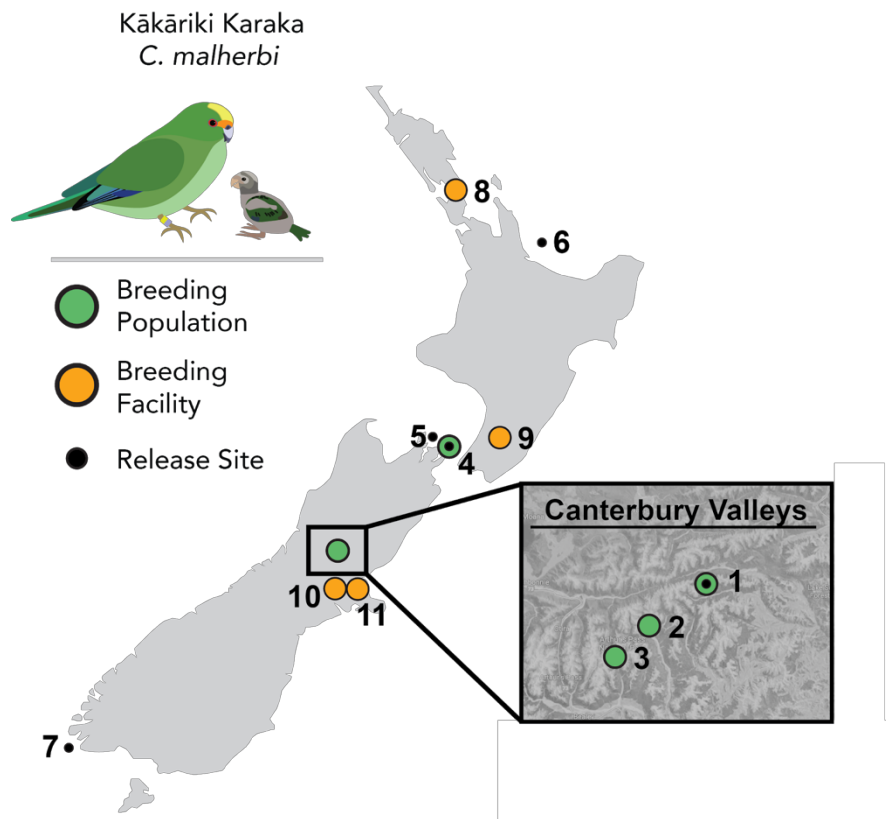 Kākāriki Karaka
C. malherbi
Breeding
Population
Breeding
Facility
Release Site
8
6
5
4
9
10
11
7
Canterbury Valleys
1
2
3